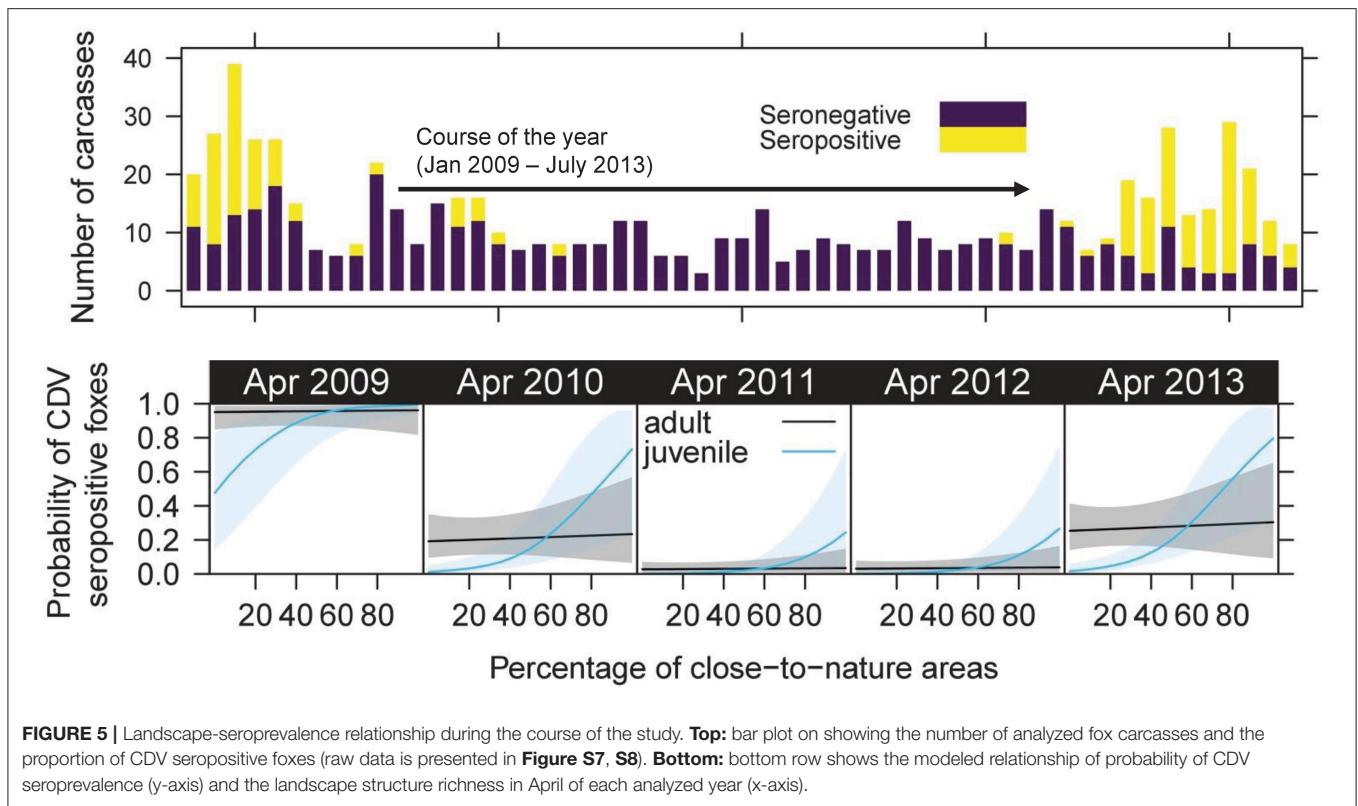 Number of carcasses
40
30
20
10
0
Seronegative
Seropositive
Course of the year
(Jan 2009 – July 2013)
Probability of CDV
seropositive foxes
Apr 2009
Apr 2010
Apr 2011
Apr 2012
Apr 2013
1.0
0.8
0.6
0.4
0.2
0.0
adult
juvenile
20 40 60 80
20 40 60 80
20 40 60 80
20 40 60 80
20 40 60 80
Percentage of close−to−nature areas
FIGURE 5 | Landscape-seroprevalence relationship during the course of the study. Top: bar plot on showing the number of analyzed fox carcasses and the
proportion of CDV seropositive foxes (raw data is presented in Figure S7, S8). Bottom: bottom row shows the modeled relationship of probability of CDV
seroprevalence (y-axis) and the landscape structure richness in April of each analyzed year (x-axis).